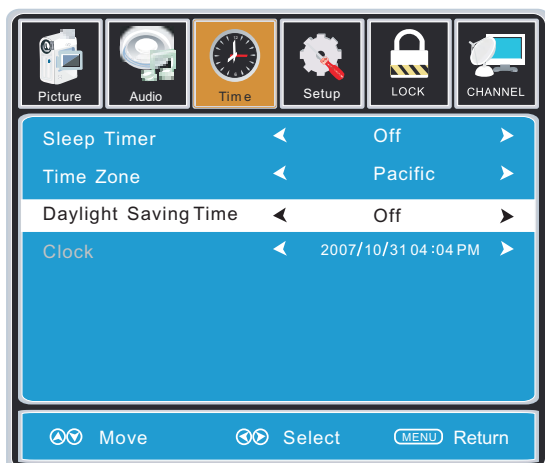 Picture Audio Time Setup LOCK CHANNEL
Sleep Timer Off
Time Zone Pacific
Daylight Saving Time Off
Clock 2007/10/31 04:04 PM
Move Select MENU Return